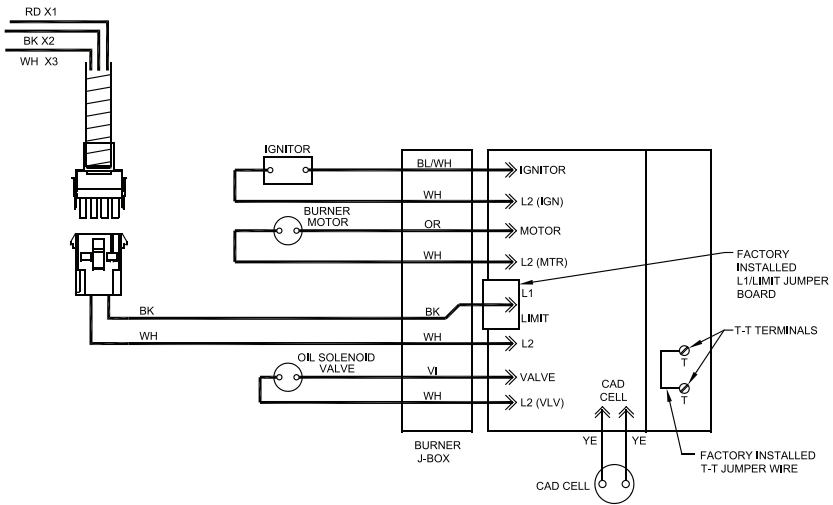 RD X1
BK X2
WH X3
IGNITOR
BL/WH
IGNITOR
WH
L2 (IGN)
BURNER
MOTOR
OR
MOTOR
WH
L2 (MTR)
FACTORY
INSTALLED
L1/LIMIT JUMPER
BOARD
L1
BK
BK
LIMIT
WH
WH
L2
T-T TERMINALS
OIL SOLENOID
VALVE
VI
VALVE
WH
L2 (VLV)
CAD
CELL
T
T
BURNER
J-BOX
YE
YE
FACTORY INSTALLED
T-T JUMPER WIRE
CAD CELL